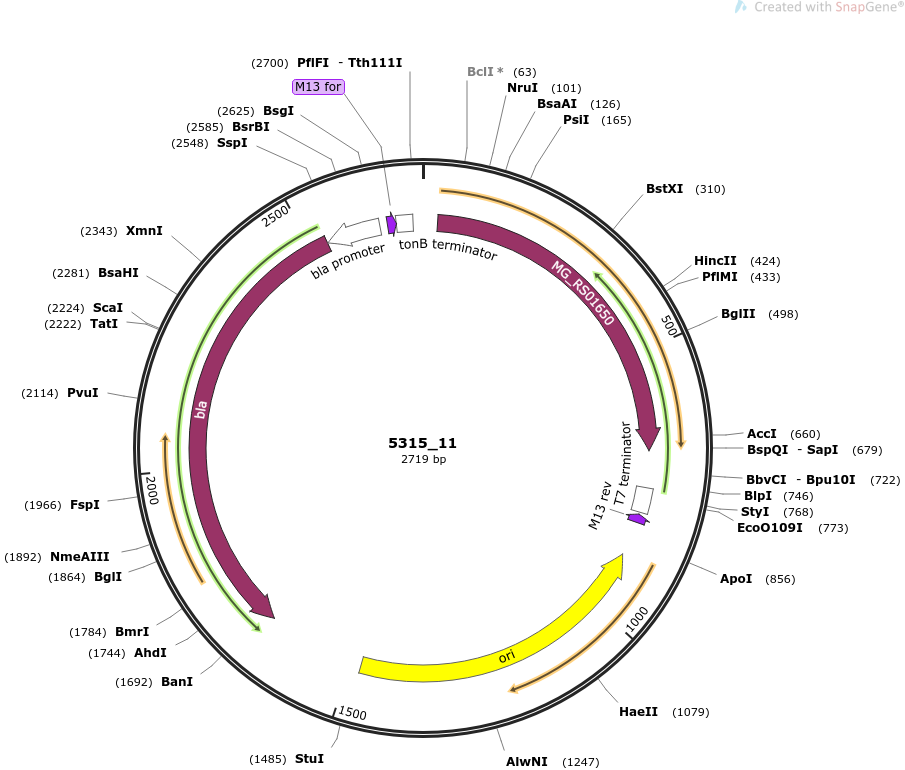 Created with SnapGene®
(2700) PflFI - Tth111I
BclI * (63)
M13 for
NruI (101)
(2625) BsgI
BsaAI (126)
(2585) BsrBI
PsiI (165)
(2548) SspI
BstXI (310)
2500
(2343) XmnI
bla promoter
tonB terminator
HincII (424)
(2281) BsaHI
PflMI (433)
MG_RS01650
(2224) ScaI
BglII (498)
(2222) TatI
500
(2114) PvuI
bla
AccI (660)
5315_11
BspQI - SapI (679)
2719 bp
T7 terminator
BbvCI - Bpu10I (722)
2000
BlpI (746)
(1966) FspI
M13 rev
StyI (768)
EcoO109I (773)
(1892) NmeAIII
(1864) BglI
ApoI (856)
1000
(1784) BmrI
(1744) AhdI
ori
(1692) BanI
1500
HaeII (1079)
(1485) StuI
AlwNI (1247)